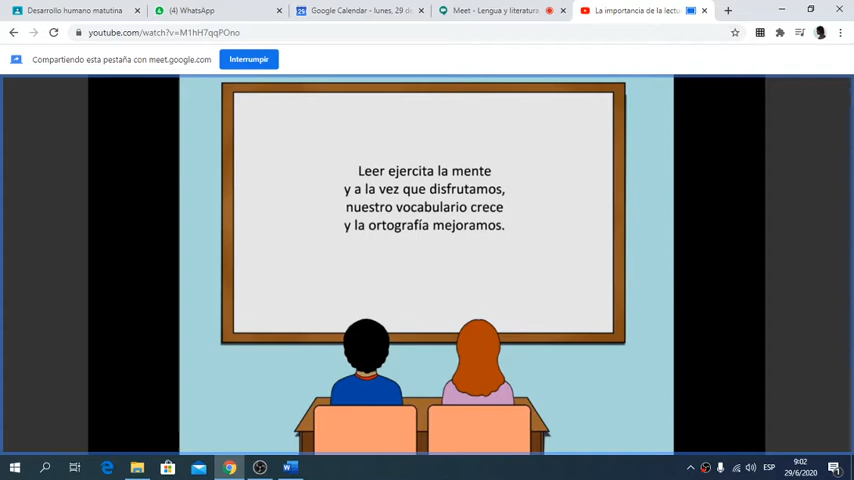 Desarrollo humano matutina
WhatsApp
Google Calendar - lunes, 29 de
Meet - Lengua y literatura
La importancia de la lectu
youtube.com/watch?v=M1hH7qqPOno
Compartiendo esta pestaña con meet.google.com
Interrumpir
Leer ejercita la mente
y a la vez que disfrutamos,
nuestro vocabulario crece
y la ortografía mejoramos.
ESP
9:02
29/6/2020